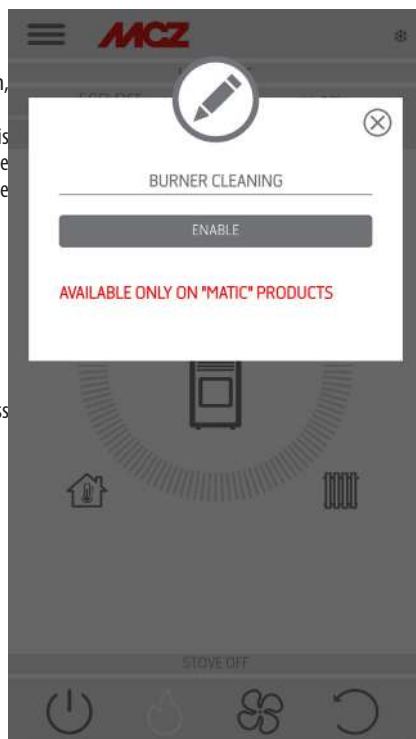 MCZ
BURNER CLEANING
ENABLE
AVAILABLE ONLY ON "MATIC" PRODUCTS
STOVE OFF